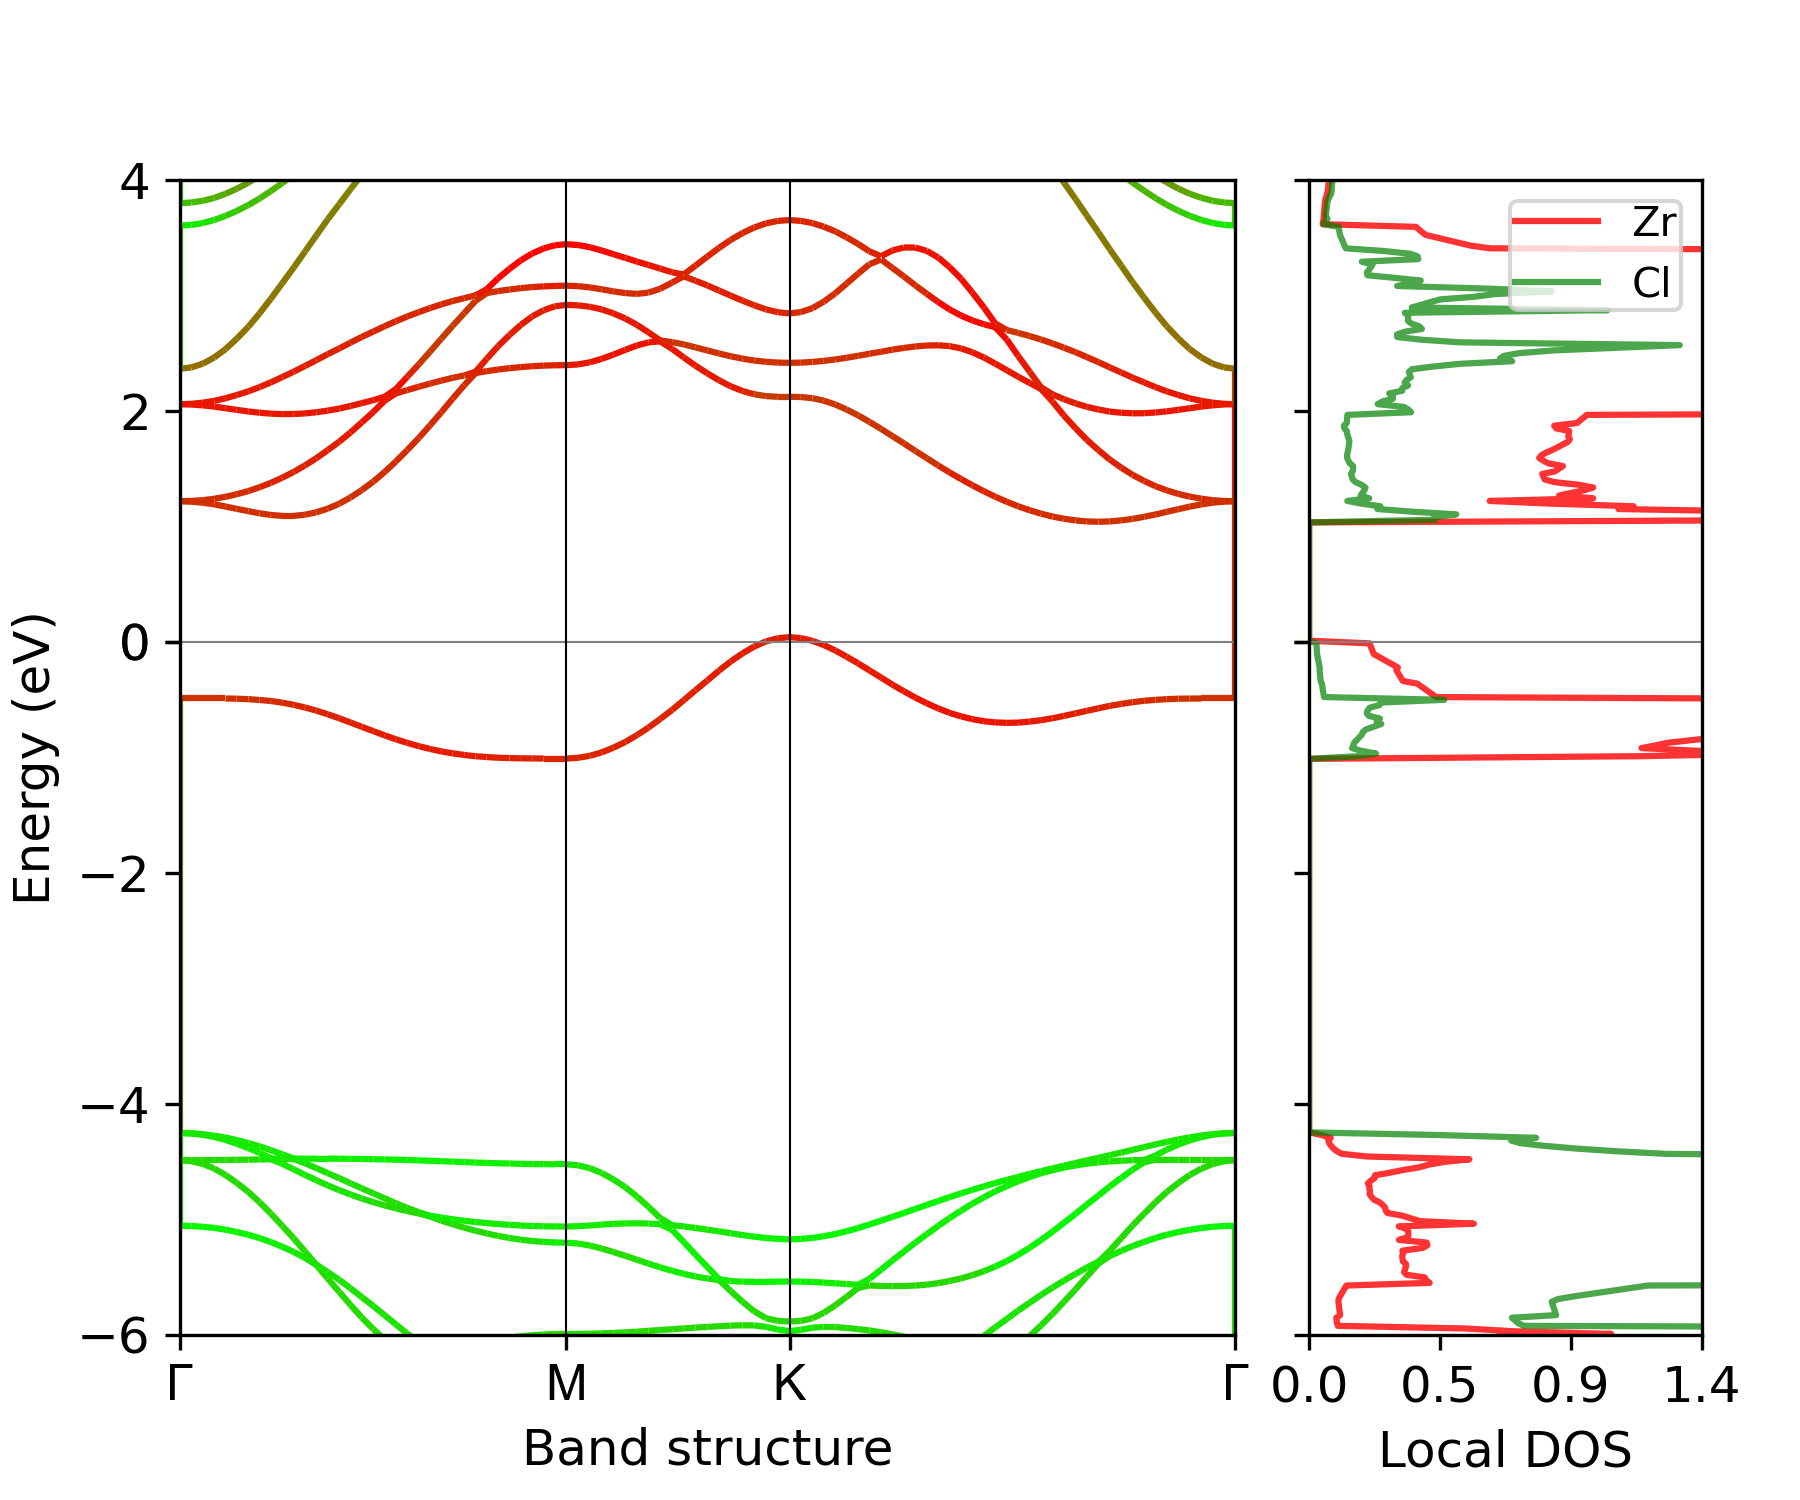 4
2
0
−2
−4
−6
Energy (eV)
Γ M K Γ
Band structure
Zr
Cl
0.0 0.5 0.9 1.4
Local DOS